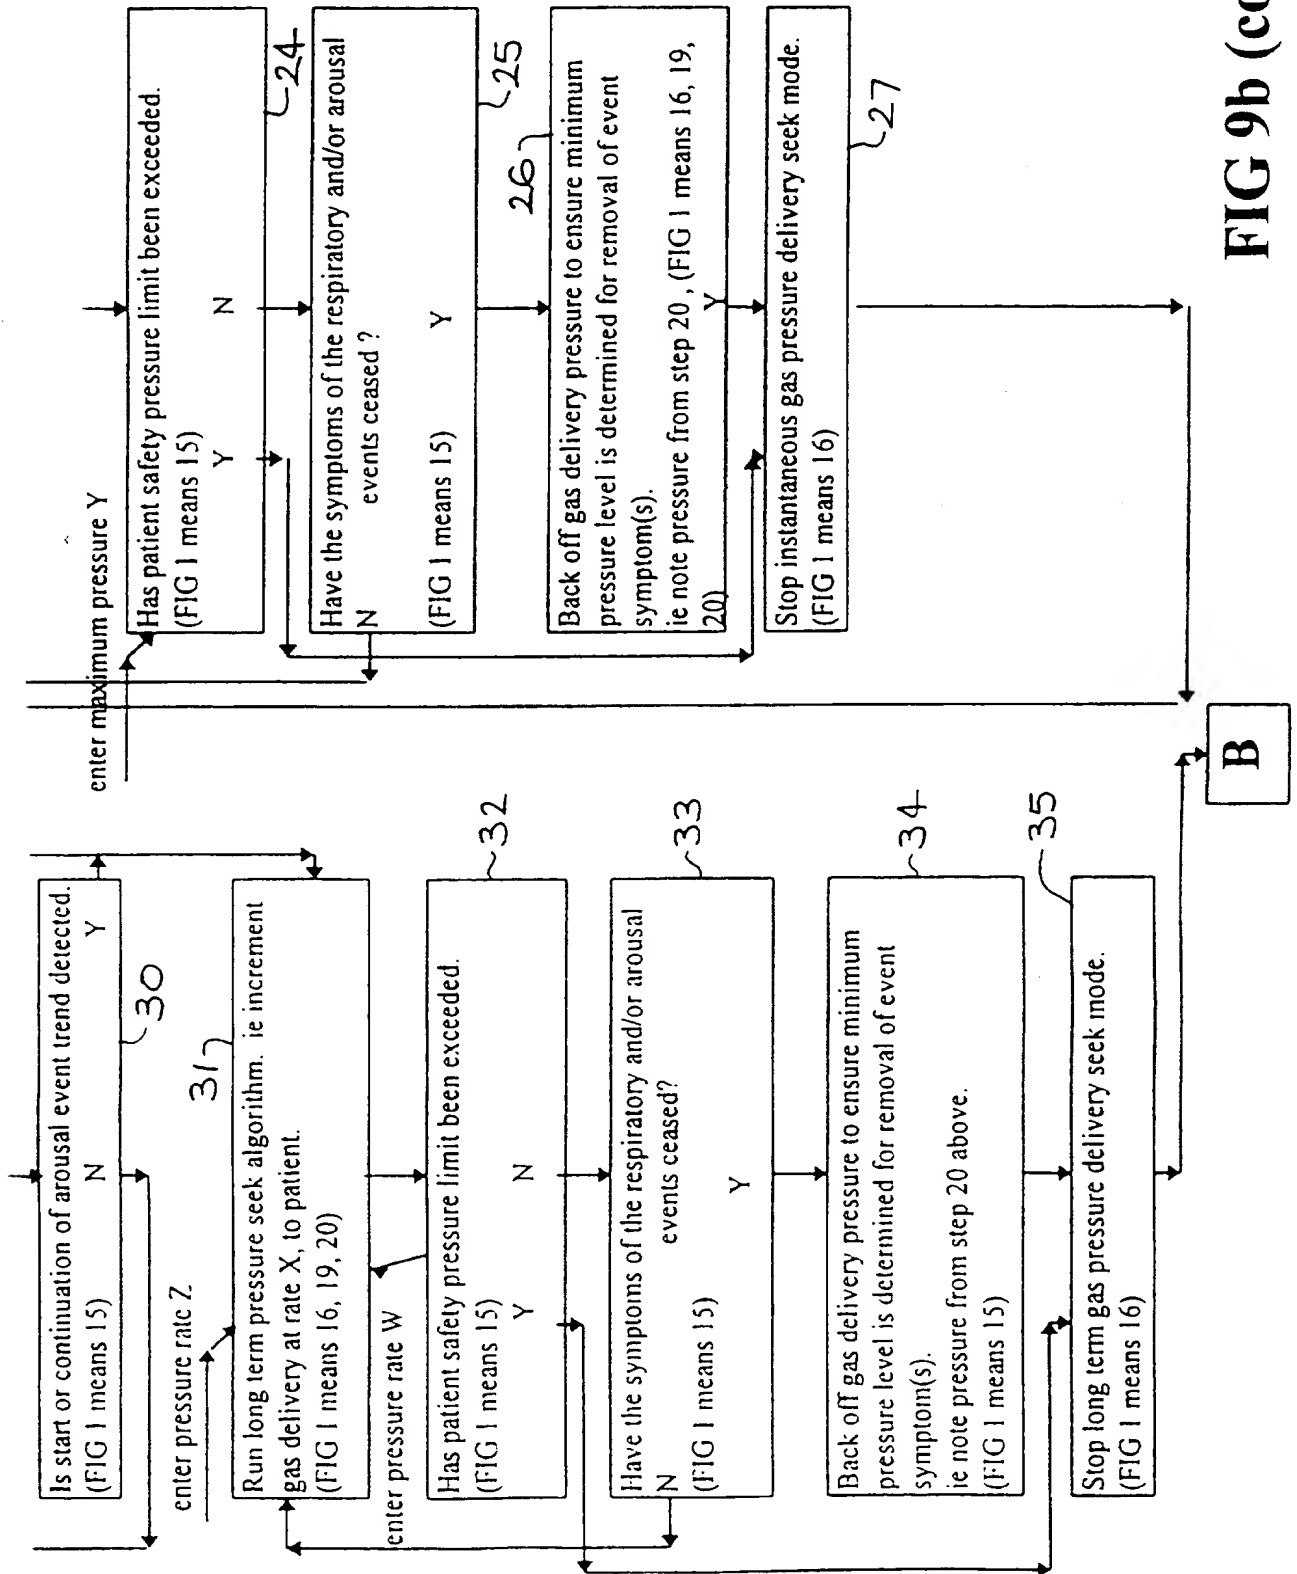 Is start or continuation of arousal event trend detected.
(FIG 1 means 15)
N
Y
30
enter pressure rate Z
31
Run long term pressure seek algorithm. ie increment
gas delivery at rate X, to patient.
(FIG 1 means 16, 19, 20)
enter pressure rate W
32
Has patient safety pressure limit been exceeded.
(FIG 1 means 15)
Y
N
33
Have the symptoms of the respiratory and/or arousal
N
events ceased?
(FIG 1 means 15)
Y
34
Back off gas delivery pressure to ensure minimum
pressure level is determined for removal of event
symptom(s).
ie note pressure from step 20 above.
(FIG 1 means 15)
35
Stop long term gas pressure delivery seek mode.
(FIG 1 means 16)
enter maximum pressure Y
Has patient safety pressure limit been exceeded.
(FIG 1 means 15)
Y
N
24
Have the symptoms of the respiratory and/or arousal
N
events ceased ?
(FIG 1 means 15)
Y
25
26
Back off gas delivery pressure to ensure minimum
pressure level is determined for removal of event
symptom(s).
ie note pressure from step 20 , (FIG 1 means 16, 19,
20)
Y
Stop instantaneous gas pressure delivery seek mode.
(FIG 1 means 16)
27
B
FIG 9b (co